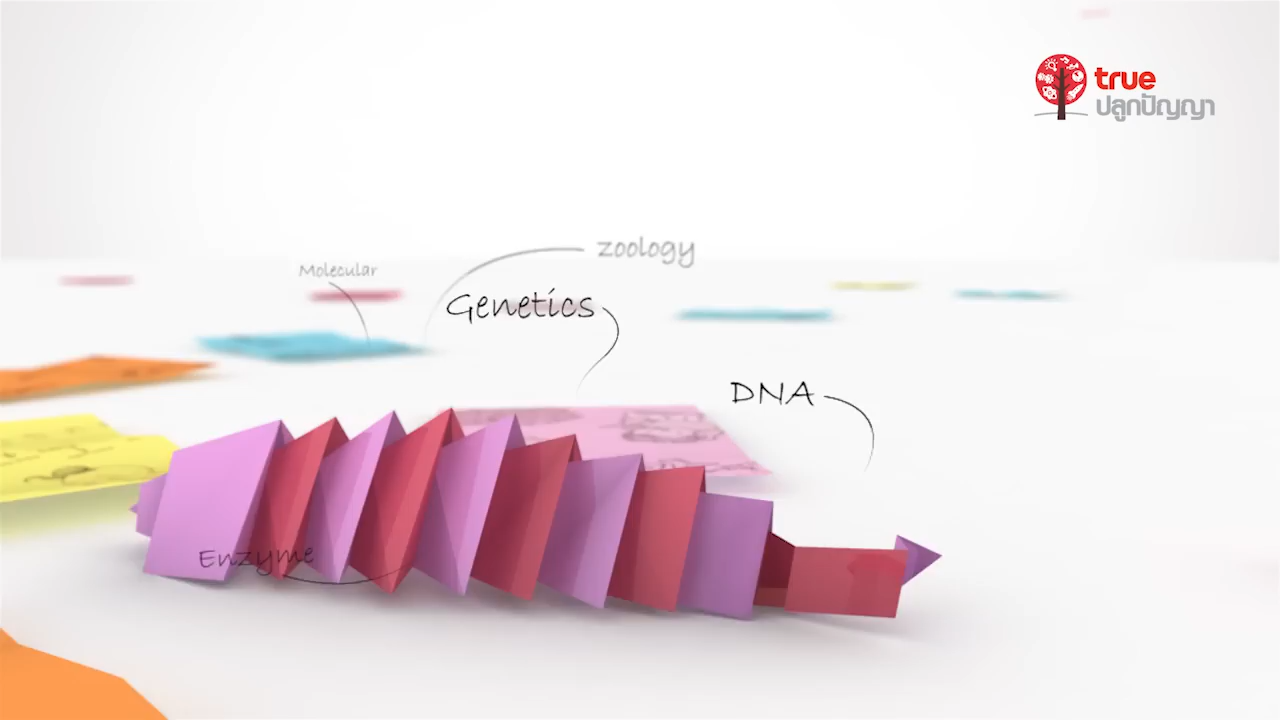 true
ปลูกปัญญา
zoology
Molecular
Genetics
DNA
Enzyme